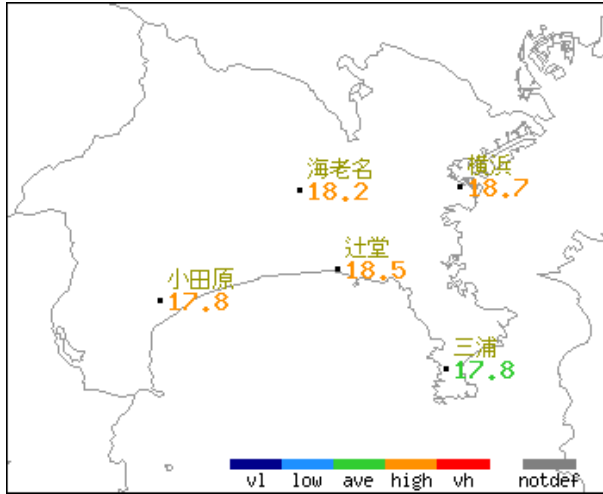 海老名
18.2
横浜
18.7
辻堂
18.5
小田原
17.8
三浦
17.8
vl low ave high vh notdef